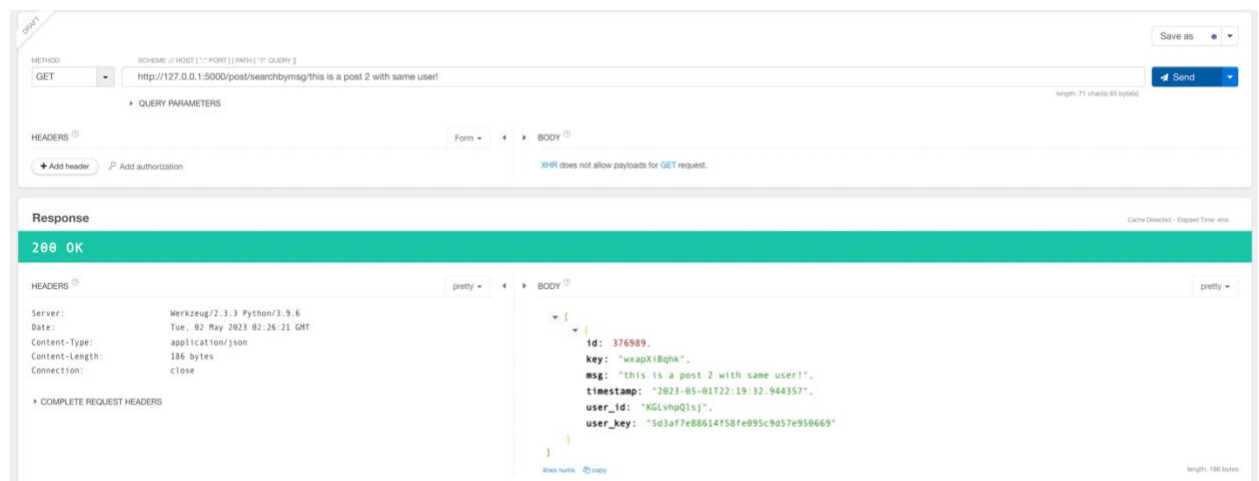 DRAFT
Save as
METHOD
SCHEME :// HOST [ ":" PORT ] [ PATH [ "?" QUERY ]]
GET
http://127.0.0.1:5000/post/searchbymsg/this is a post 2 with same user!
Send
length: 71 char(s) 85 byte(s)
QUERY PARAMETERS
HEADERS
Form
BODY
+ Add header
Add authorization
XHR does not allow payloads for GET request.
Response
Cache Detected - Elapsed Time: 4ms
200 OK
HEADERS
pretty
BODY
pretty
Server: Werkzeug/2.3.3 Python/3.9.6
Date: Tue, 02 May 2023 02:26:21 GMT
Content-Type: application/json
Content-Length: 186 bytes
Connection: close
COMPLETE REQUEST HEADERS
[
{
id: 376989,
key: "wxapXiBqhk",
msg: "this is a post 2 with same user!",
timestamp: "2023-05-01T22:19:32.944357",
user_id: "KGLvhpQlsj",
user_key: "5d3af7e88614f58fe095c9d57e950669"
}
]
lines nums
copy
length: 186 bytes